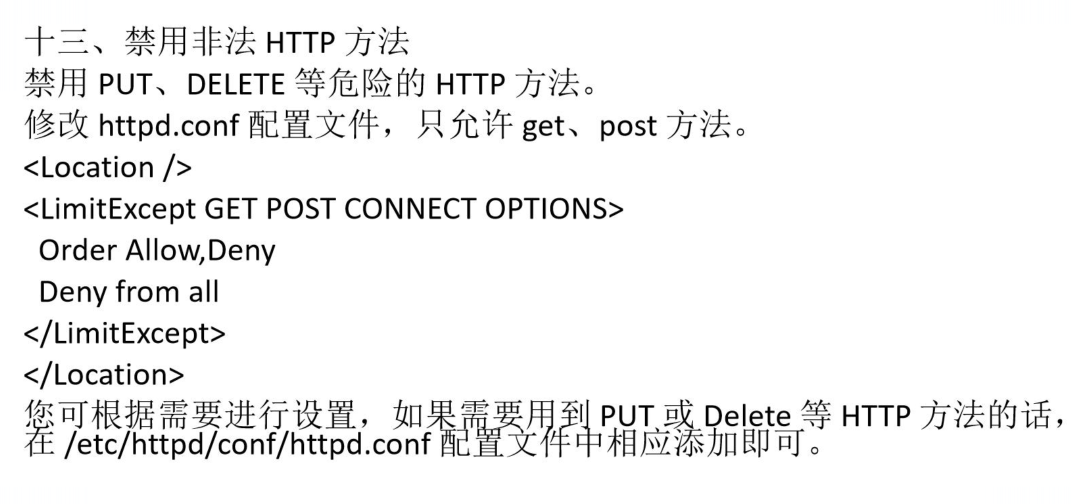 十三、禁用非法 HTTP 方法
禁用 PUT、DELETE 等危险的 HTTP 方法。
修改 httpd.conf 配置文件，只允许 get、post 方法。
<Location />
<LimitExcept GET POST CONNECT OPTIONS>
  Order Allow,Deny
  Deny from all
</LimitExcept>
</Location>
您可根据需要进行设置，如果需要用到 PUT 或 Delete 等 HTTP 方法的话，
在 /etc/httpd/conf/httpd.conf 配置文件中相应添加即可。